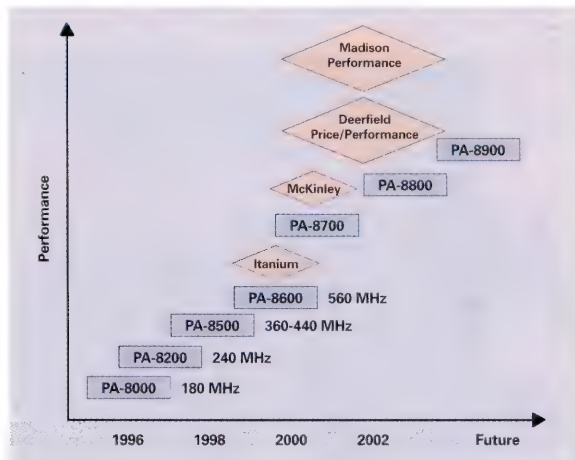 Madison
Performance
Deerfield
Price/Performance
PA-8900
McKinley
PA-8800
PA-8700
Itanium
PA-8600 560 MHz
PA-8500 360-440 MHz
PA-8200 240 MHz
PA-8000 180 MHz
Performance
1996 1998 2000 2002 Future